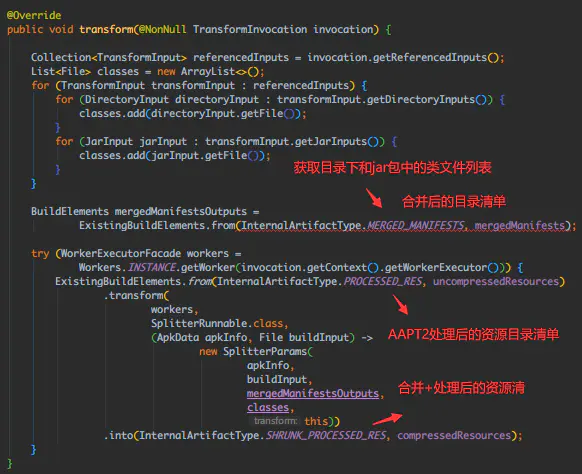 @Override
public void transform(@NonNull TransformInvocation invocation) {
Collection<TransformInput> referencedInputs = invocation.getReferencedInputs();
List<File> classes = new ArrayList<>();
for (TransformInput transformInput : referencedInputs) {
for (DirectoryInput directoryInput : transformInput.getDirectoryInputs()) {
classes.add(directoryInput.getFile());
}
for (JarInput jarInput : transformInput.getJarInputs()) {
classes.add(jarInput.getFile());
}
获取目录下和jar包中的类文件列表
}
合并后的目录清单
BuildElements mergedManifestsOutputs =
ExistingBuildElements.from(InternalArtifactType.MERGED_MANIFESTS, mergedManifests);
try (WorkerExecutorFacade workers =
Workers.INSTANCE.getWorker(invocation.getContext().getWorkerExecutor())) {
ExistingBuildElements.from(InternalArtifactType.PROCESSED_RES, uncompressedResources)
.transform(
workers,
SplitterRunnable.class,
AAPT2处理后的资源目录清单
(ApkData apkInfo, File buildInput) ->
new SplitterParams(
apkInfo,
buildInput,
合并+处理后的资源清
mergedManifestsOutputs,
classes,
transform: this))
.into(InternalArtifactType.SHRUNK_PROCESSED_RES, compressedResources);
}
}